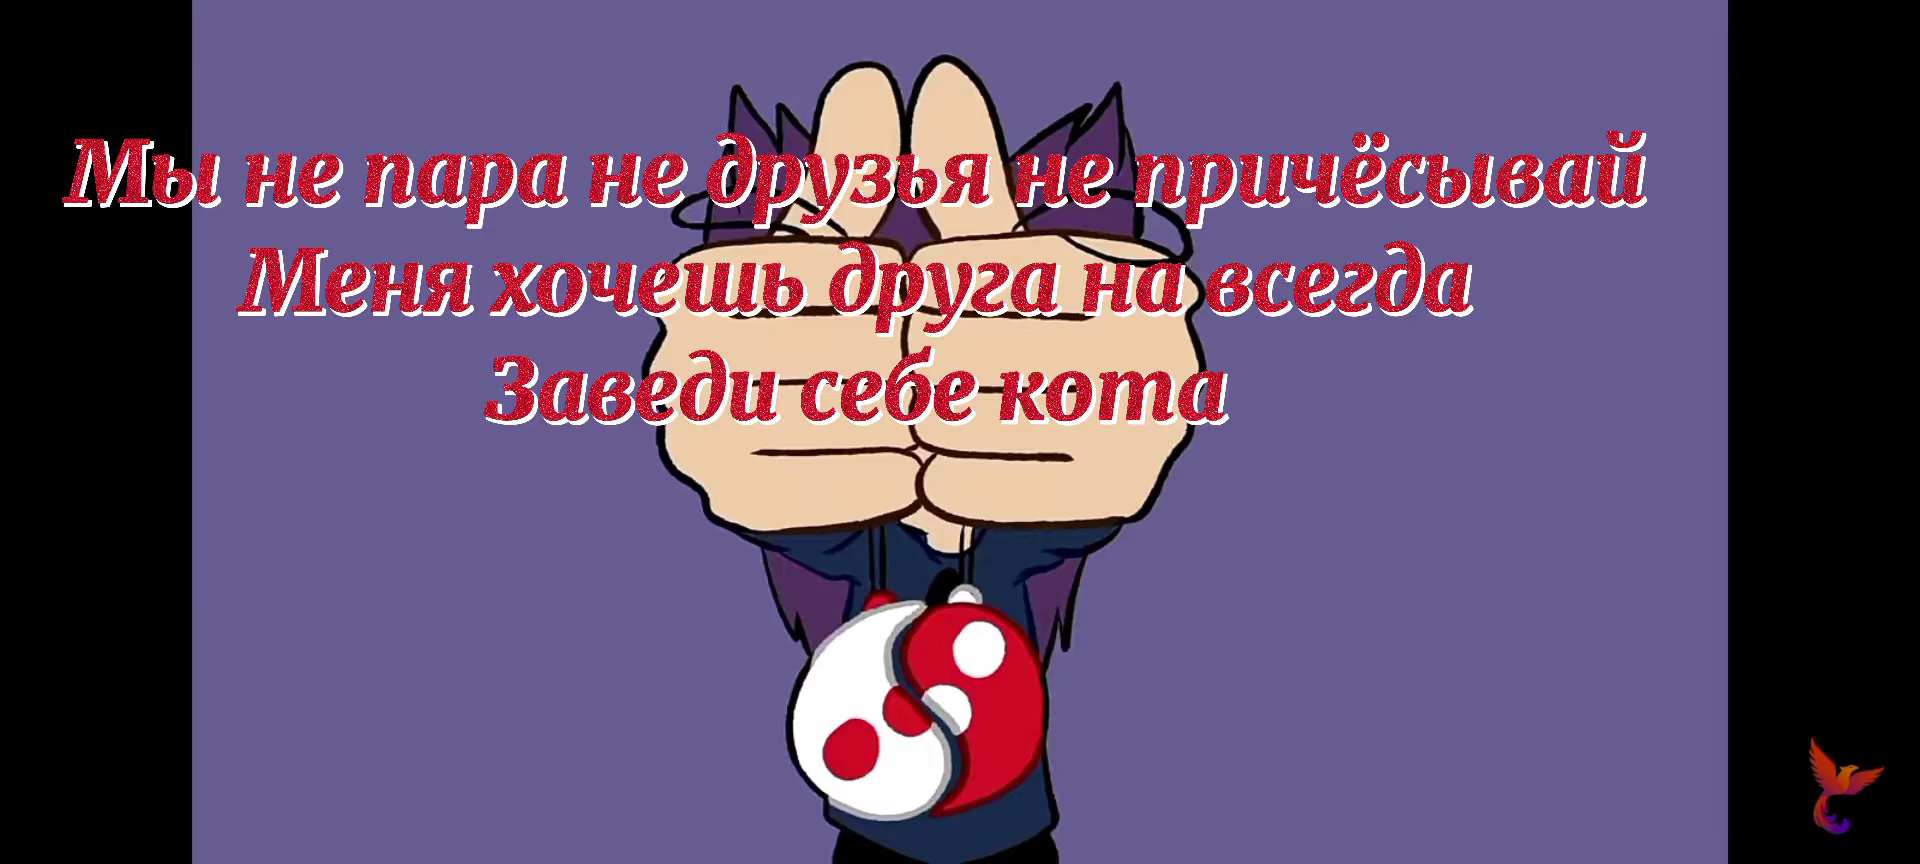 Мы не пара не друзья не причёсывай
Меня хочешь друга на всегда
Заведи себе кота